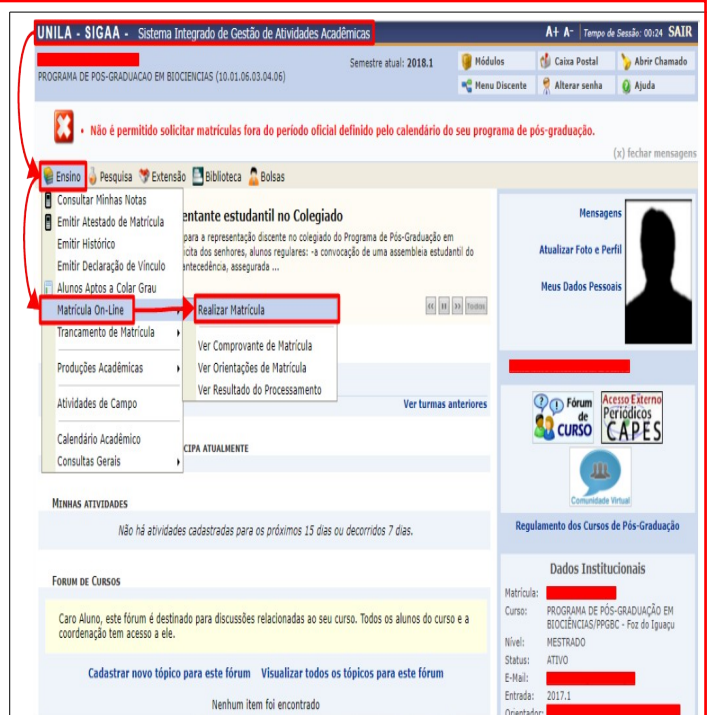 UNILA - SIGAA - Sistema Integrado de Gestão de Atividades Acadêmicas
A+ A- Tempo de Sessão: 00:24 SAIR
PROGRAMA DE POS-GRADUACAO EM BIOCIENCIAS (10.01.06.03.04.06)
Semestre atual: 2018.1
Módulos
Caixa Postal
Abrir Chamado
Menu Discente
Alterar senha
Ajuda
• Não é permitido solicitar matrículas fora do período oficial definido pelo calendário do seu programa de pós-graduação.
(x) fechar mensagens
Ensino Pesquisa Extensão Biblioteca Bolsas
Consultar Minhas Notas
Emitir Atestado de Matrícula
Emitir Histórico
Emitir Declaração de Vínculo
Alunos Aptos a Colar Grau
Matrícula On-Line
Trancamento de Matrícula
Produções Acadêmicas
Atividades de Campo
Calendário Acadêmico
Consultas Gerais
Realizar Matrícula
Ver Comprovante de Matrícula
Ver Orientações de Matrícula
Ver Resultado do Processamento
entante estudantil no Colegiado
para a representação discente no colegiado do Programa de Pós-Graduação em
icita dos senhores, alunos regulares: -a convocação de uma assembleia estudantil do
antecedência, assegurada ...
Todos
Ver turmas anteriores
CIPA ATUALMENTE
MINHAS ATIVIDADES
Não há atividades cadastradas para os próximos 15 dias ou decorridos 7 dias.
FORUM DE CURSOS
Caro Aluno, este fórum é destinado para discussões relacionadas ao seu curso. Todos os alunos do curso e a
coordenação tem acesso a ele.
Cadastrar novo tópico para este fórum Visualizar todos os tópicos para este fórum
Nenhum item foi encontrado
Mensagens
Atualizar Foto e Perfil
Meus Dados Pessoais
Fórum
de
CURSO
Acesso Externo
Periódicos
CAPES
Comunidade Virtual
Regulamento dos Cursos de Pós-Graduação
Dados Institucionais
Matrícula:
Curso: PROGRAMA DE PÓS-GRADUAÇÃO EM
BIOCIÊNCIAS/PPGBC - Foz do Iguaçu
Nível: MESTRADO
Status: ATIVO
E-Mail:
Entrada: 2017.1
Orientador: